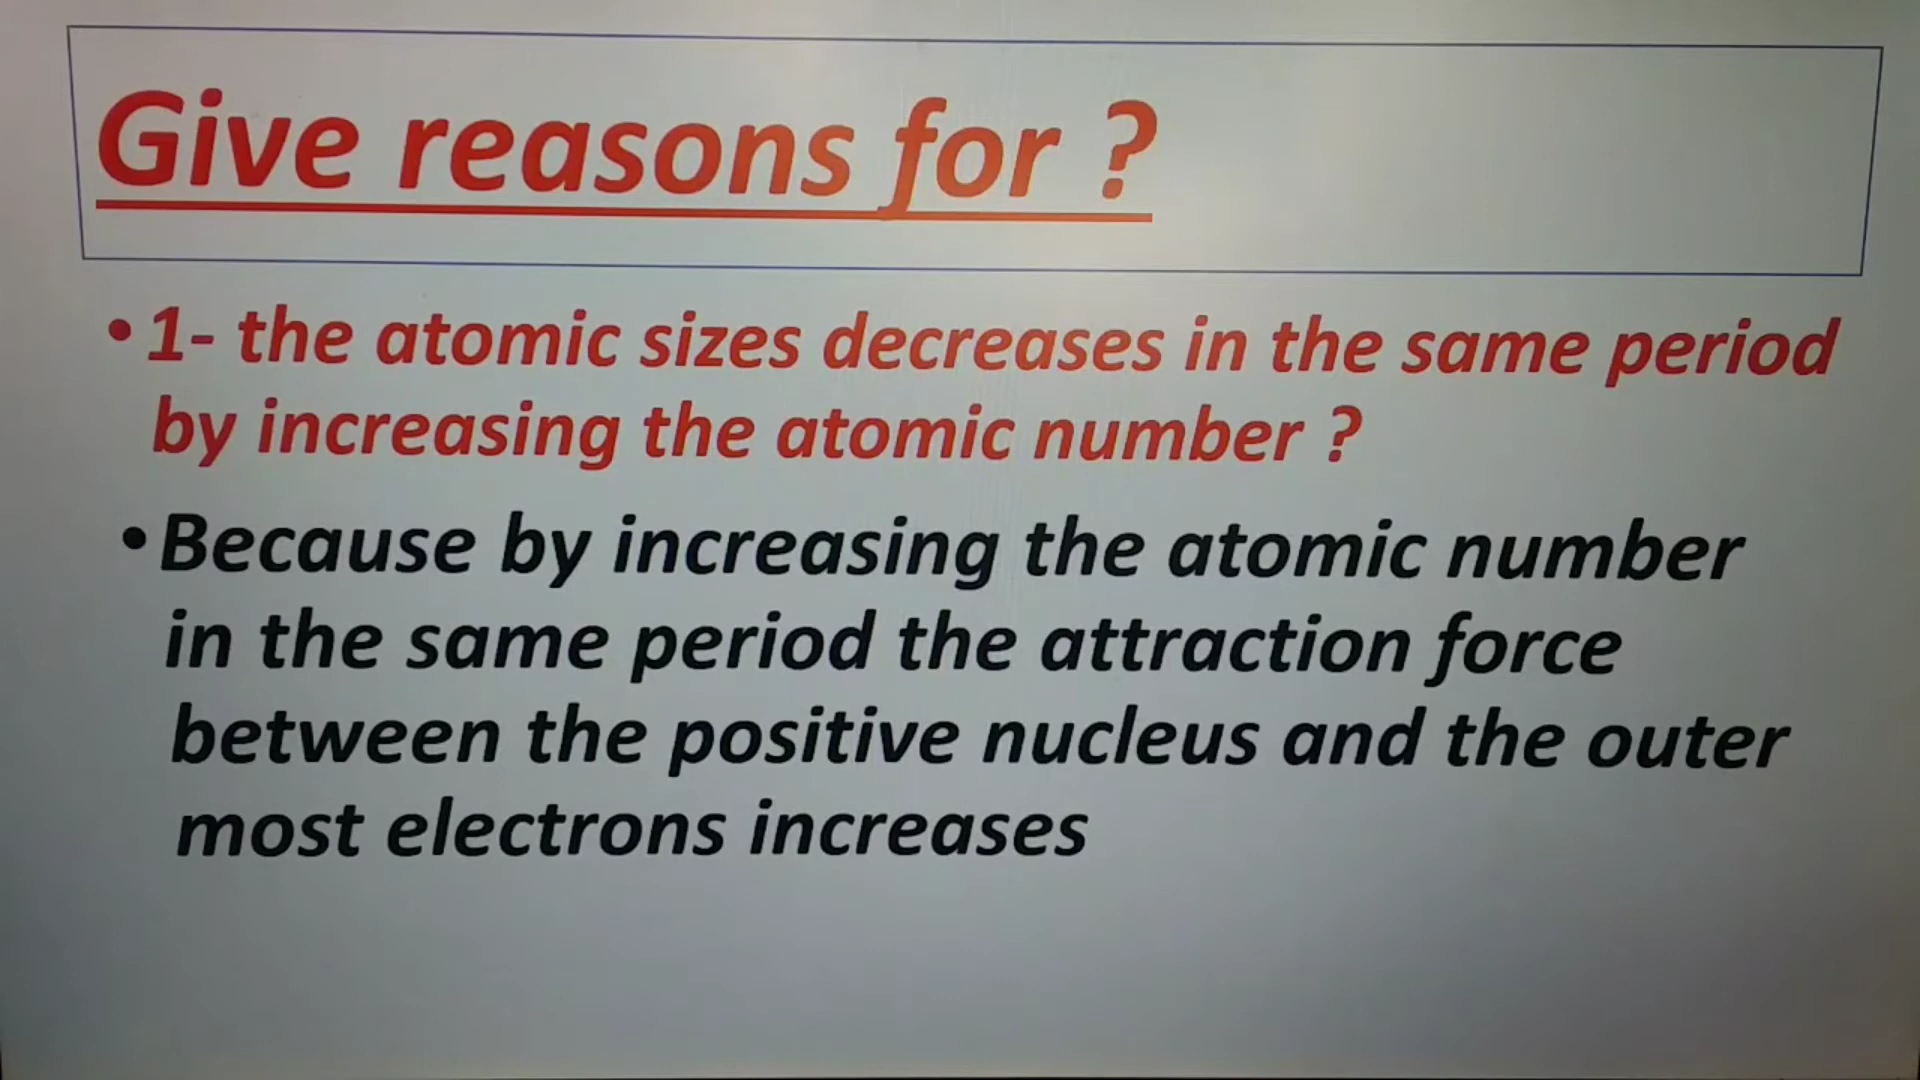 Give reasons for ?
• 1- the atomic sizes decreases in the same period
by increasing the atomic number ?
• Because by increasing the atomic number
in the same period the attraction force
between the positive nucleus and the outer
most electrons increases